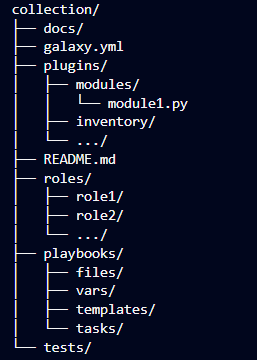 collection/
├── docs/
├── galaxy.yml
├── plugins/
│   ├── modules/
│   │   └── module1.py
│   ├── inventory/
│   └── .../
├── README.md
├── roles/
│   ├── role1/
│   ├── role2/
│   └── .../
├── playbooks/
│   ├── files/
│   ├── vars/
│   ├── templates/
│   └── tasks/
└── tests/